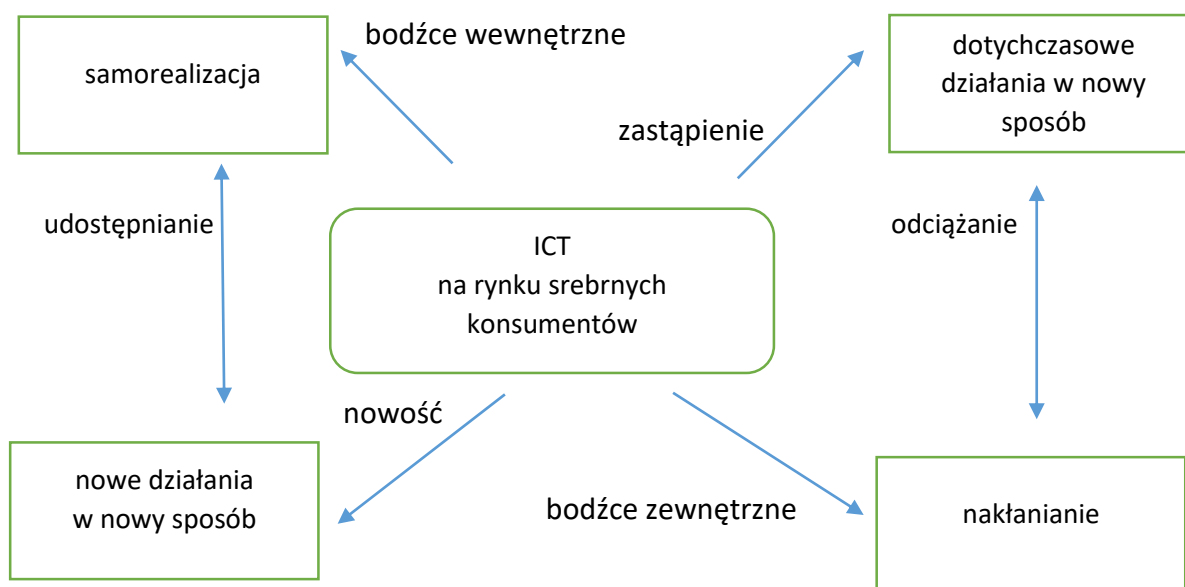 bodźce wewnętrzne
samorealizacja
dotychczasowe
działania w nowy
sposób
zastąpienie
udostępnianie
odciążanie
ICT
na rynku srebrnych
konsumentów
nowość
nowe działania
w nowy sposób
bodźce zewnętrzne
nakłanianie